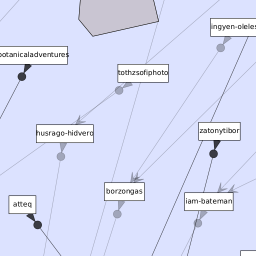 ingyen-oleles
botanicaladventures
tothzsofiphoto
husrago-hidvero
zatonytibor
borzongas
iam-bateman
atteq